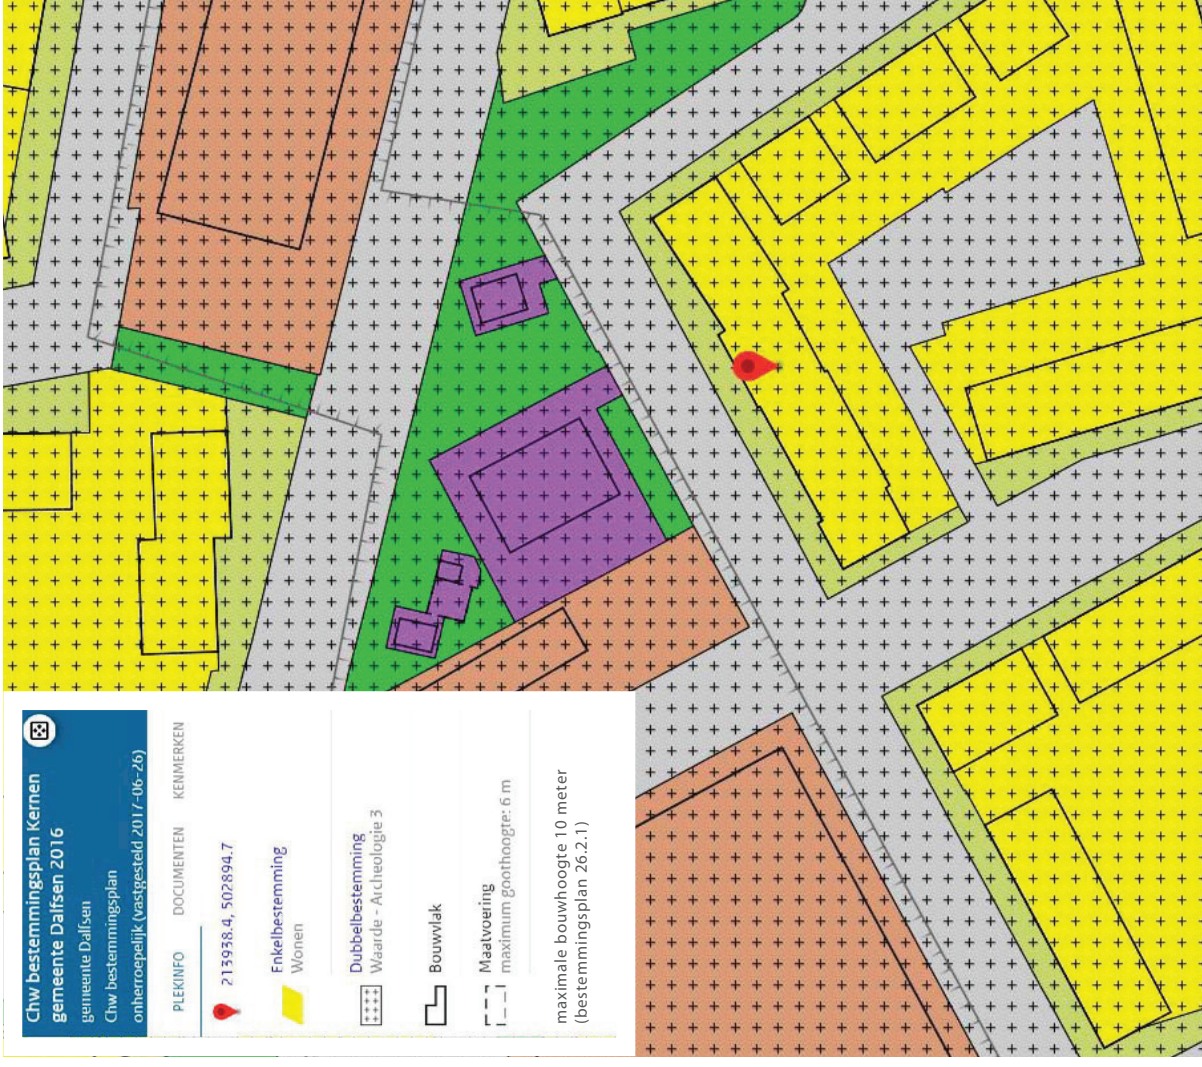 Chw bestemmingsplan Kernen
gemeente Dalfsen 2016
gemeente Dalfsen
Chw bestemmingsplan
onherroepelijk (vastgesteld 2017-06-26)
PLEKINFO DOCUMENTEN KENMERKEN
213938.4, 502894.7
Enkelbestemming
Wonen
Dubbelbestemming
Waarde - Archeologie 3
Bouwvlak
Maatvoering
maximum goothoogte: 6 m
maximale bouwhoogte 10 meter
(bestemmingsplan 26.2.1)